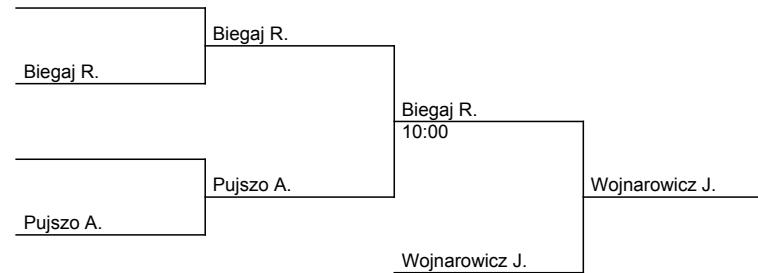 Biegaj R.
Biegaj R.
Biegaj R.
10:00
Pujszo A.
Wojnarowicz J.
Pujszo A.
Wojnarowicz J.